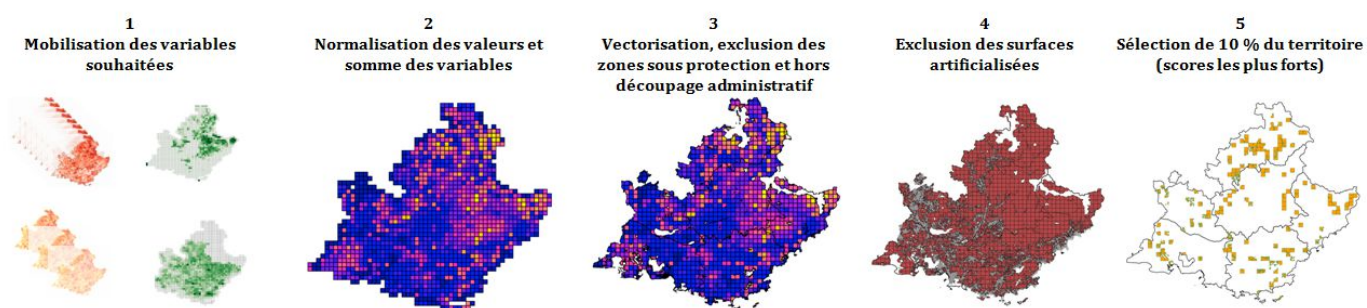 1
Mobilisation des variables
souhaitées
2
Normalisation des valeurs et
somme des variables
3
Vectorisation, exclusion des
zones sous protection et hors
découpage administratif
4
Exclusion des surfaces
artificialisées
5
Sélection de 10 % du territoire
(scores les plus forts)